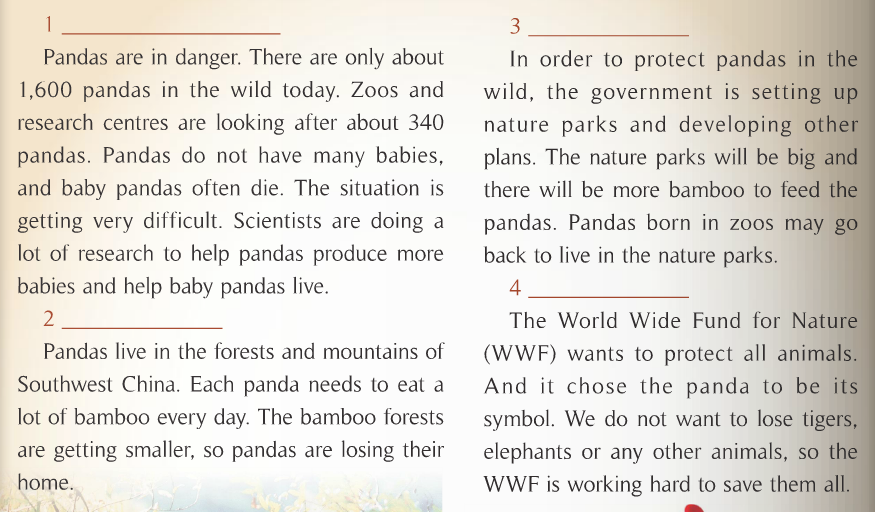 1 ____________________
Pandas are in danger. There are only about
1,600 pandas in the wild today. Zoos and
research centres are looking after about 340
pandas. Pandas do not have many babies,
and baby pandas often die. The situation is
getting very difficult. Scientists are doing a
lot of research to help pandas produce more
babies and help baby pandas live.
2 _______________
Pandas live in the forests and mountains of
Southwest China. Each panda needs to eat a
lot of bamboo every day. The bamboo forests
are getting smaller, so pandas are losing their
home.
3 _______________
In order to protect pandas in the
wild, the government is setting up
nature parks and developing other
plans. The nature parks will be big and
there will be more bamboo to feed the
pandas. Pandas born in zoos may go
back to live in the nature parks.
4 _______________
The World Wide Fund for Nature
(WWF) wants to protect all animals.
And it chose the panda to be its
symbol. We do not want to lose tigers,
elephants or any other animals, so the
WWF is working hard to save them all.